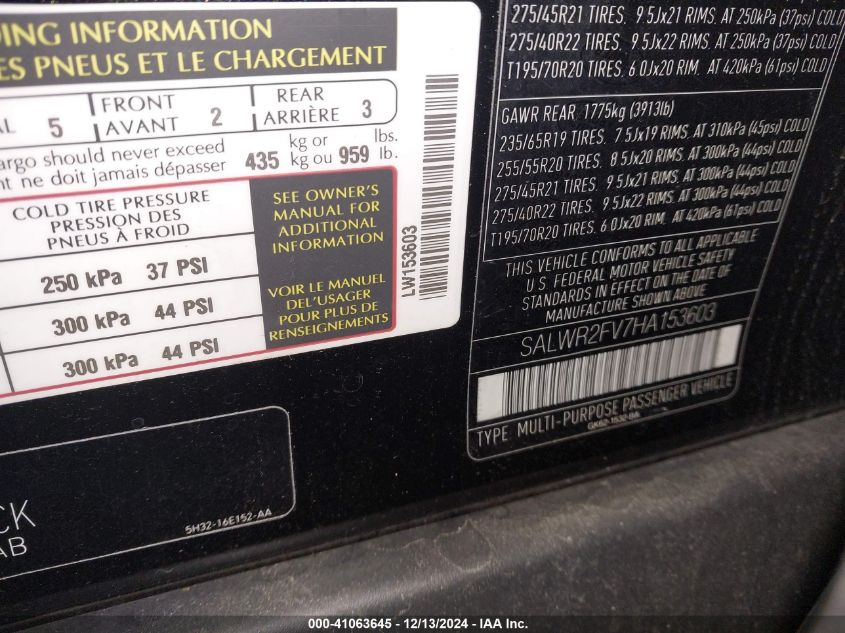 DING INFORMATION
ES PNEUS ET LE CHARGEMENT
AL 5 FRONT AVANT 2 REAR ARRIÈRE 3
argo should never exceed
nt ne doit jamais dépasser
435 kg or kg ou 959 lbs. lb.
COLD TIRE PRESSURE
PRESSION DES
PNEUS À FROID
250 kPa 37 PSI
300 kPa 44 PSI
300 kPa 44 PSI
SEE OWNER'S
MANUAL FOR
ADDITIONAL
INFORMATION
VOIR LE MANUEL
DEL'USAGER
POUR PLUS DE
RENSEIGNEMENTS
LW153603
275/45R21 TIRES. 9.5Jx21 RIMS. AT 250kPa (37psi) COLD
275/40R22 TIRES. 9.5Jx22 RIMS. AT 250kPa (37psi) COLD
T195/70R20 TIRES. 6.0Jx20 RIM. AT 420kPa (61psi) COLD
GAWR REAR 1775kg (3913lb)
235/65R19 TIRES. 7.5Jx19 RIMS. AT 310kPa (45psi) COLD
255/55R20 TIRES. 8.5Jx20 RIMS. AT 300kPa (44psi) COLD
275/45R21 TIRES. 9.5Jx21 RIMS. AT 300kPa (44psi) COLD
275/40R22 TIRES. 9.5Jx22 RIMS. AT 300kPa (44psi) COLD
T195/70R20 TIRES. 6.0Jx20 RIM. AT 420kPa (61psi) COLD
THIS VEHICLE CONFORMS TO ALL APPLICABLE
U.S. FEDERAL MOTOR VEHICLE SAFETY
STANDARDS IN EFFECT ON THE DATE OF
MANUFACTURE SHOWN ABOVE
SALWR2FV7HA153603
TYPE MULTI-PURPOSE PASSENGER VEHICLE
GK62-1532-BA
CK
AB
5H32-16E152-AA
000-41063645 - 12/13/2024 - IAA Inc.